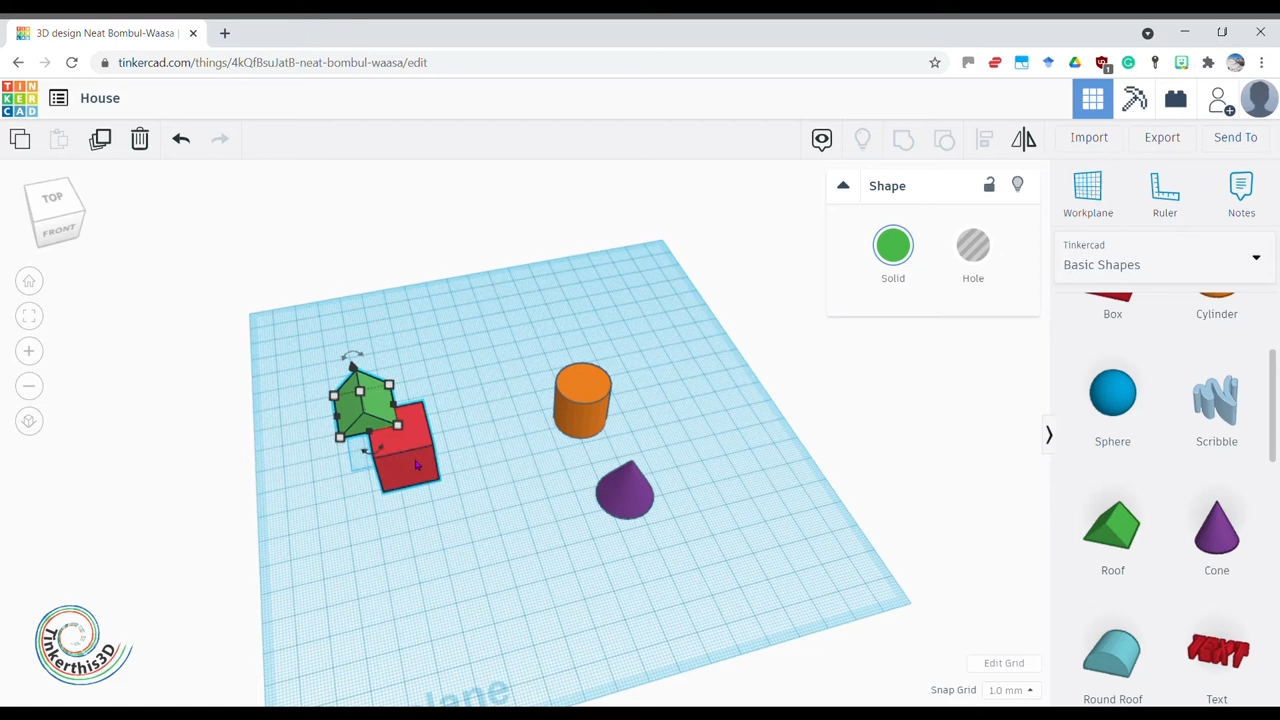 3D design Neat Bombul-Waasa |
tinkercad.com/things/4kQfBsuJatB-neat-bombul-waasa/edit
1
TIN
KER
CAD
House
Import
Export
Send To
TOP
FRONT
Shape
Solid
Hole
Workplane
Ruler
Notes
Tinkercad
Basic Shapes
Box
Cylinder
Sphere
Scribble
Roof
Cone
TEXT
Round Roof
Text
Edit Grid
Snap Grid
1.0 mm
Tinkerthis3D